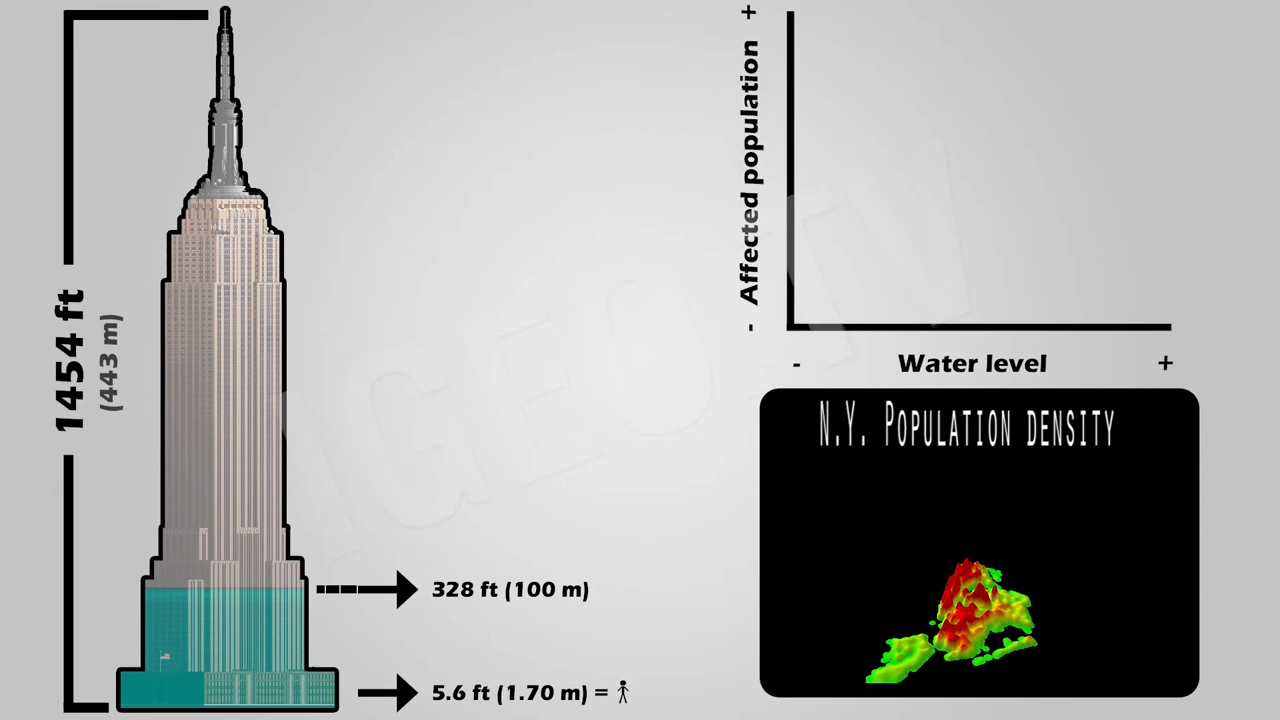 1454 ft
(443 m)
328 ft (100 m)
5.6 ft (1.70 m) =
- Affected population +
- Water level +
N.Y. Population density